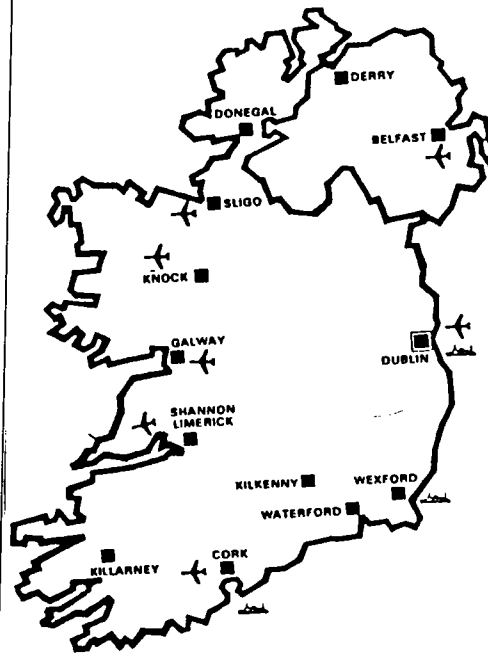 DERRY
DONEGAL
BELFAST
SLIGO
KNOCK
GALWAY
DUBLIN
SHANNON
LIMERICK
KILKENNY
WEXFORD
WATERFORD
CORK
KILLARNEY